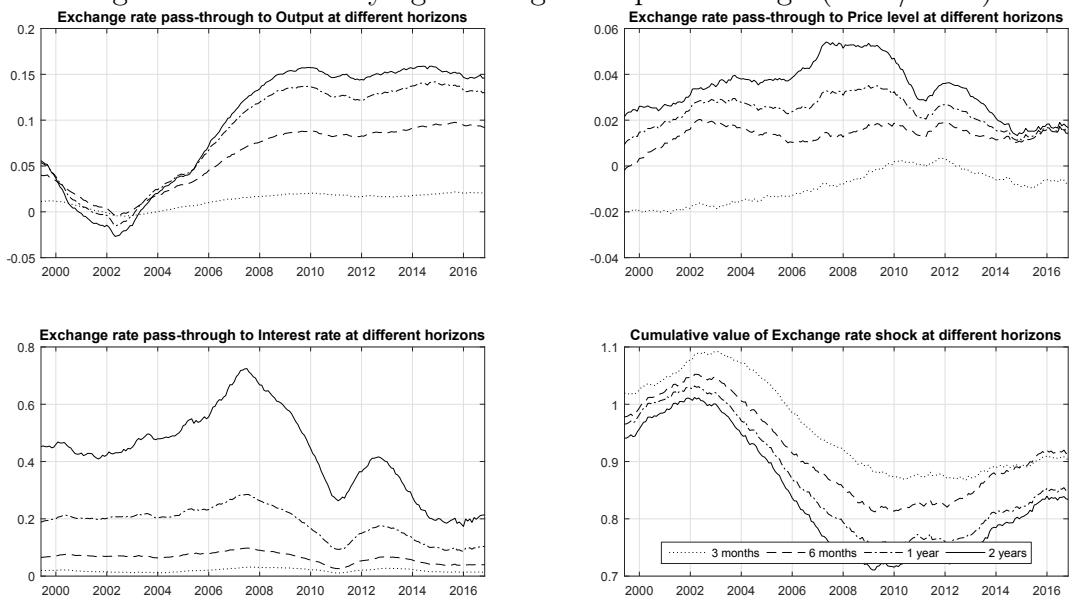 Exchange rate pass-through to Output at different horizons
0.2
0.15
0.1
0.05
0
-0.05
2000 2002 2004 2006 2008 2010 2012 2014 2016
Exchange rate pass-through to Price level at different horizons
0.06
0.04
0.02
0
-0.02
-0.04
2000 2002 2004 2006 2008 2010 2012 2014 2016
Exchange rate pass-through to Interest rate at different horizons
0.8
0.6
0.4
0.2
0
2000 2002 2004 2006 2008 2010 2012 2014 2016
Cumulative value of Exchange rate shock at different horizons
1.1
1
0.9
0.8
0.7
3 months 6 months 1 year 2 years
2000 2002 2004 2006 2008 2010 2012 2014 2016